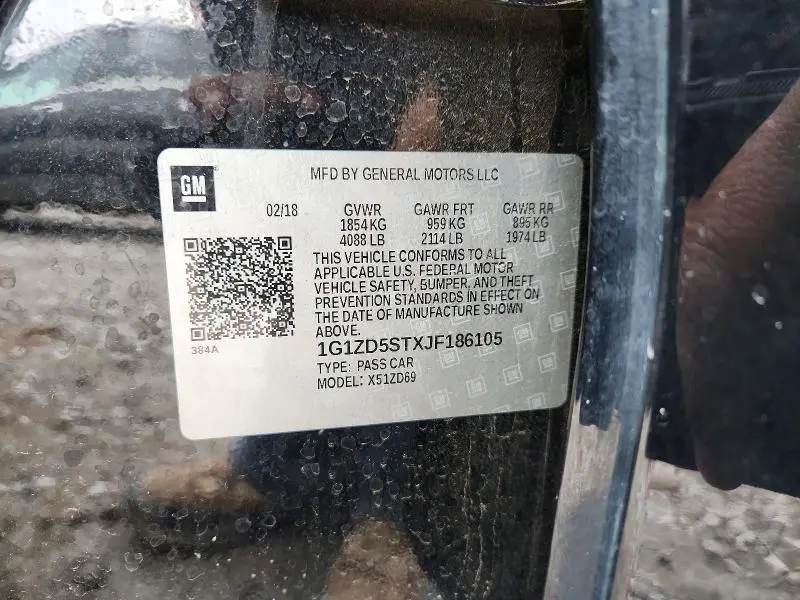 GM
MFD BY GENERAL MOTORS LLC
02/18 GVWR GAWR FRT GAWR RR
1854 KG 959 KG 895 KG
4088 LB 2114 LB 1974 LB
THIS VEHICLE CONFORMS TO ALL
APPLICABLE U.S. FEDERAL MOTOR
VEHICLE SAFETY, BUMPER, AND THEFT
PREVENTION STANDARDS IN EFFECT ON
THE DATE OF MANUFACTURE SHOWN
ABOVE.
384A
1G1ZD5STXJF186105
TYPE: PASS CAR
MODEL: X51ZD69